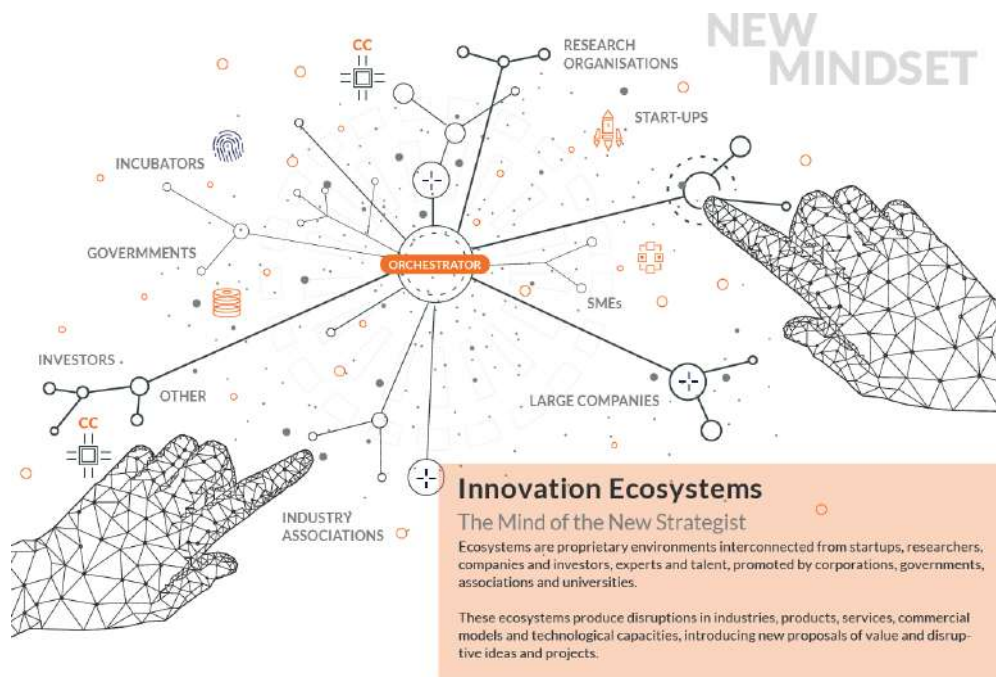 NEW
MINDSET
CC
RESEARCH
ORGANISATIONS
START-UPS
INCUBATORS
GOVERNMENTS
ORCHESTRATOR
SMEs
INVESTORS
OTHER
LARGE COMPANIES
CC
INDUSTRY
ASSOCIATIONS
Innovation Ecosystems
The Mind of the New Strategist
Ecosystems are proprietary environments interconnected from startups, researchers,
companies and investors, experts and talent, promoted by corporations, governments,
associations and universities.
These ecosystems produce disruptions in industries, products, services, commercial
models and technological capacities, introducing new proposals of value and disrup-
tive ideas and projects.